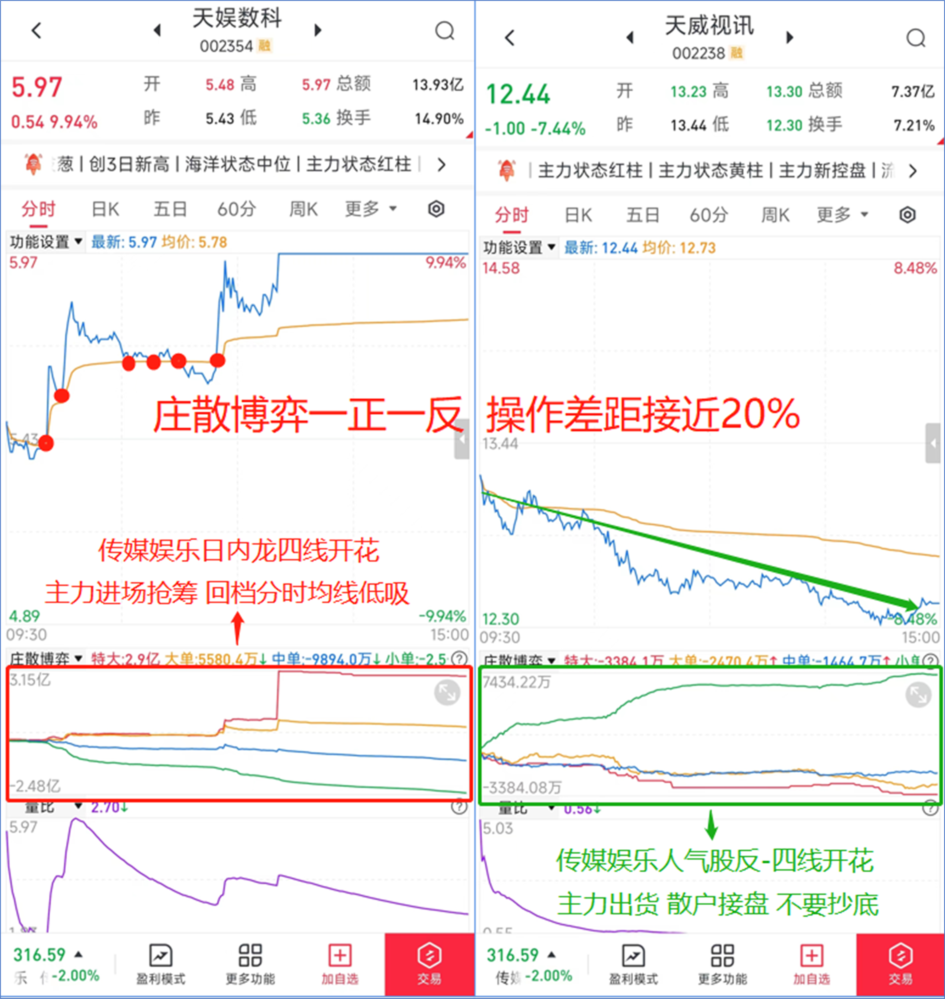 天娱数科
002354 融
5.97
开 5.48 高 5.97 总额 13.93亿
0.54 9.94%
昨 5.43 低 5.36 换手 14.90%
葱 | 创3日新高 | 海洋状态中位 | 主力状态红柱 |
分时 日K 五日 60分 周K 更多
功能设置 最新: 5.97 均价: 5.78
5.97 9.94%
庄散博弈一正一反
传媒娱乐日内龙四线开花
主力进场抢筹 回档分时均线低吸
4.89 -9.94%
09:30 15:00
庄散博弈 特大:2.9亿 大单:5580.4万↓ 中单:-9894.0万↓ 小单:-2.5
3.15亿
-2.48亿
量比 2.70↓
5.97
316.59
乐 -2.00%
盈利模式 更多功能 加自选 交易
天威视讯
002238 融
12.44
开 13.23 高 13.30 总额 7.37亿
-1.00 -7.44%
昨 13.44 低 12.30 换手 7.21%
| 主力状态红柱 | 主力状态黄柱 | 主力新控盘 |
分时 日K 五日 60分 周K 更多
功能设置 最新: 12.44 均价: 12.73
14.58 8.48%
操作差距接近20%
13.44
12.30 -8.48%
09:30 15:00
庄散博弈 特大:-3384.1万 大单:-2470.4万↑ 中单:-1464.7万↑ 小单
7434.22万
-3384.08万
量比 0.56↓
5.03
传媒娱乐人气股反-四线开花
主力出货 散户接盘 不要抄底
0.55
316.59
传媒 -2.00%
盈利模式 更多功能 加自选 交易